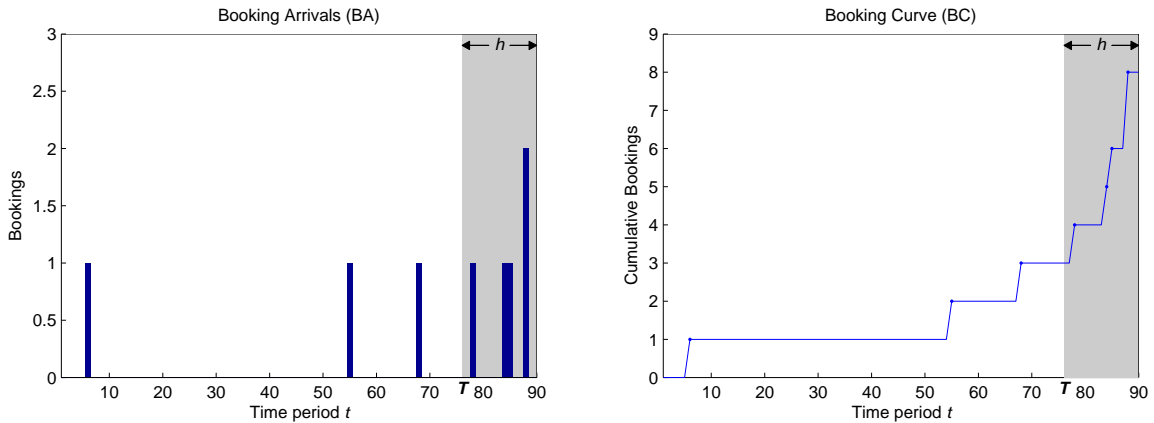 Booking Arrivals (BA)
h
3
2.5
2
1.5
1
0.5
0
Bookings
10 20 30 40 50 60 70 T 80 90
Time period t
Booking Curve (BC)
h
9
8
7
6
5
4
3
2
1
0
Cumulative Bookings
10 20 30 40 50 60 70 T 80 90
Time period t